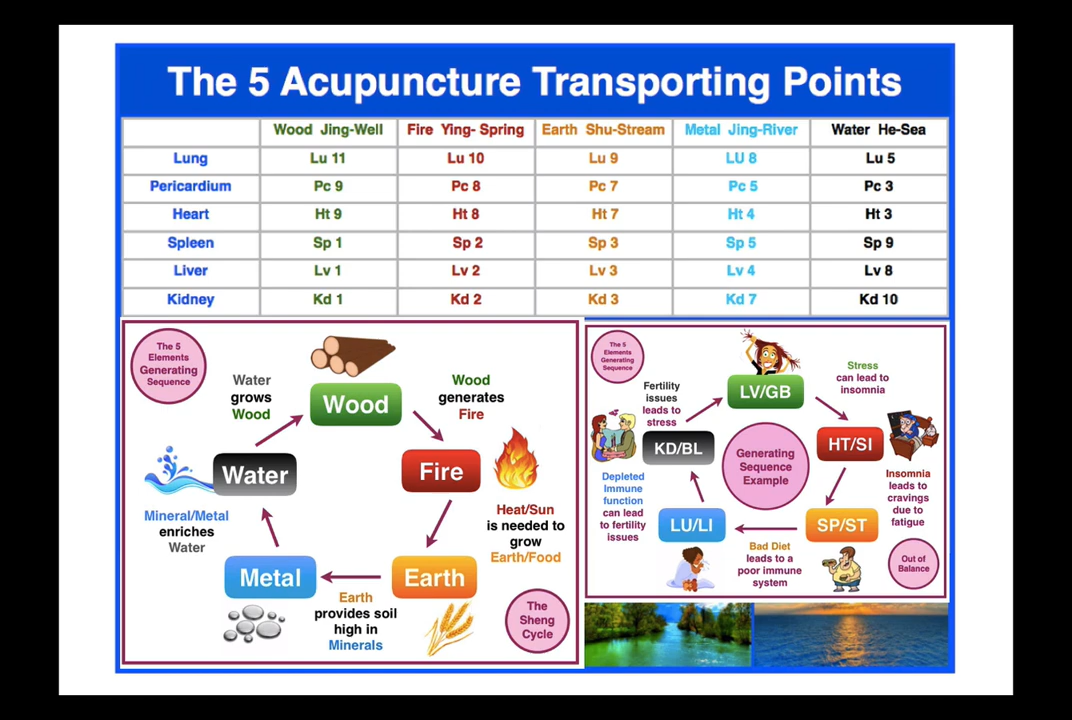 The 5 Acupuncture Transporting Points
Wood Jing-Well Fire Ying- Spring Earth Shu-Stream Metal Jing-River Water He-Sea
Lung Lu 11 Lu 10 Lu 9 LU 8 Lu 5
Pericardium Pc 9 Pc 8 Pc 7 Pc 5 Pc 3
Heart Ht 9 Ht 8 Ht 7 Ht 4 Ht 3
Spleen Sp 1 Sp 2 Sp 3 Sp 5 Sp 9
Liver Lv 1 Lv 2 Lv 3 Lv 4 Lv 8
Kidney Kd 1 Kd 2 Kd 3 Kd 7 Kd 10
The 5
Elements
Generating
Sequence
Water
grows
Wood
Wood
Wood
generates
Fire
Water
Fire
Mineral/Metal
enriches
Water
Heat/Sun
is needed to
grow
Earth/Food
Metal
Earth
Earth
provides soil
high in
Minerals
The
Sheng
Cycle
The 5
Elements
Generating
Sequence
Fertility
issues
leads to
stress
LV/GB
Stress
can lead to
insomnia
KD/BL
Generating
Sequence
Example
HT/SI
Depleted
Immune
function
can lead
to fertility
issues
Insomnia
leads to
cravings
due to
fatigue
LU/LI
SP/ST
Bad Diet
leads to a
poor immune
system
Out of
Balance